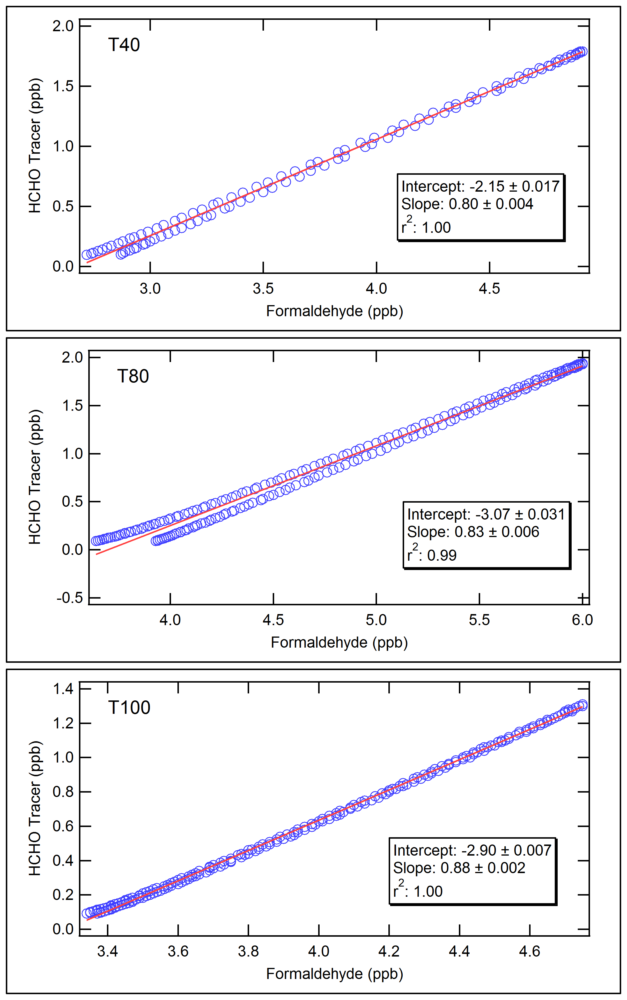 2.0
T40
1.5
1.0
0.5
0.0
HCHO Tracer (ppb)
Intercept: -2.15 ± 0.017
Slope: 0.80 ± 0.004
r²: 1.00
3.0 3.5 4.0 4.5
Formaldehyde (ppb)
2.0
T80
1.5
1.0
0.5
0.0
-0.5
HCHO Tracer (ppb)
Intercept: -3.07 ± 0.031
Slope: 0.83 ± 0.006
r²: 0.99
4.0 4.5 5.0 5.5 6.0
Formaldehyde (ppb)
1.4
T100
1.2
1.0
0.8
0.6
0.4
0.2
0.0
HCHO Tracer (ppb)
Intercept: -2.90 ± 0.007
Slope: 0.88 ± 0.002
r²: 1.00
3.4 3.6 3.8 4.0 4.2 4.4 4.6
Formaldehyde (ppb)